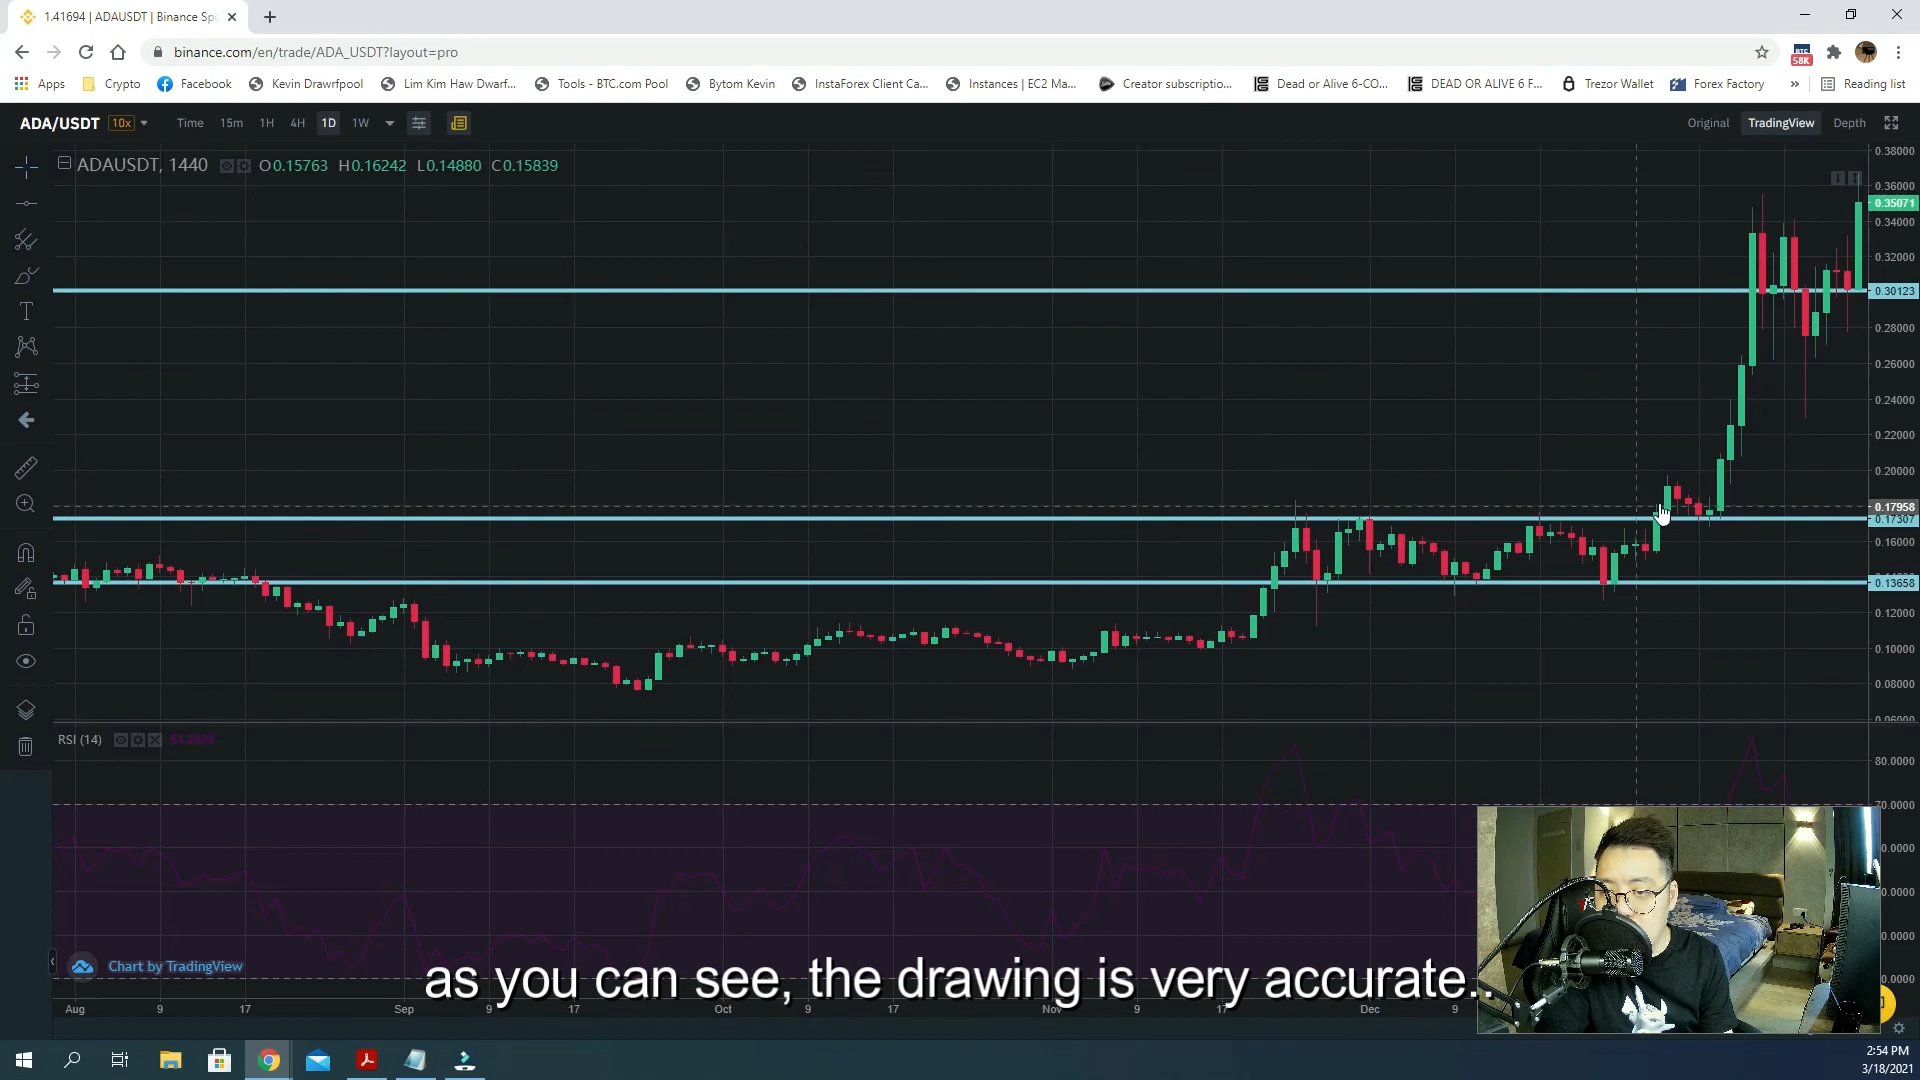 1.41694 | ADAUSDT | Binance Spo
binance.com/en/trade/ADA_USDT?layout=pro
BTC
58K
Apps Crypto Facebook Kevin Drawrfpool Lim Kim Haw Dwarf... Tools - BTC.com Pool Bytom Kevin InstaForex Client Ca... Instances | EC2 Ma... Creator subscriptio... Dead or Alive 6-CO... DEAD OR ALIVE 6 F... Trezor Wallet Forex Factory » Reading list
ADA/USDT 10x Time 15m 1H 4H 1D 1W Original TradingView Depth
ADAUSDT, 1440 O0.15763 H0.16242 L0.14880 C0.15839
0.38000
0.36000
0.35071
0.34000
0.32000
0.30123
0.28000
0.26000
0.24000
0.22000
0.20000
0.17958
0.17307
0.16000
0.13658
0.12000
0.10000
0.08000
RSI (14)
80.0000
70.0000
Chart by TradingView
as you can see, the drawing is very accurate..
Aug 9 17 Sep 9 17 Oct 9 17 Nov 9 17 Dec 9
2:54 PM
3/18/2021